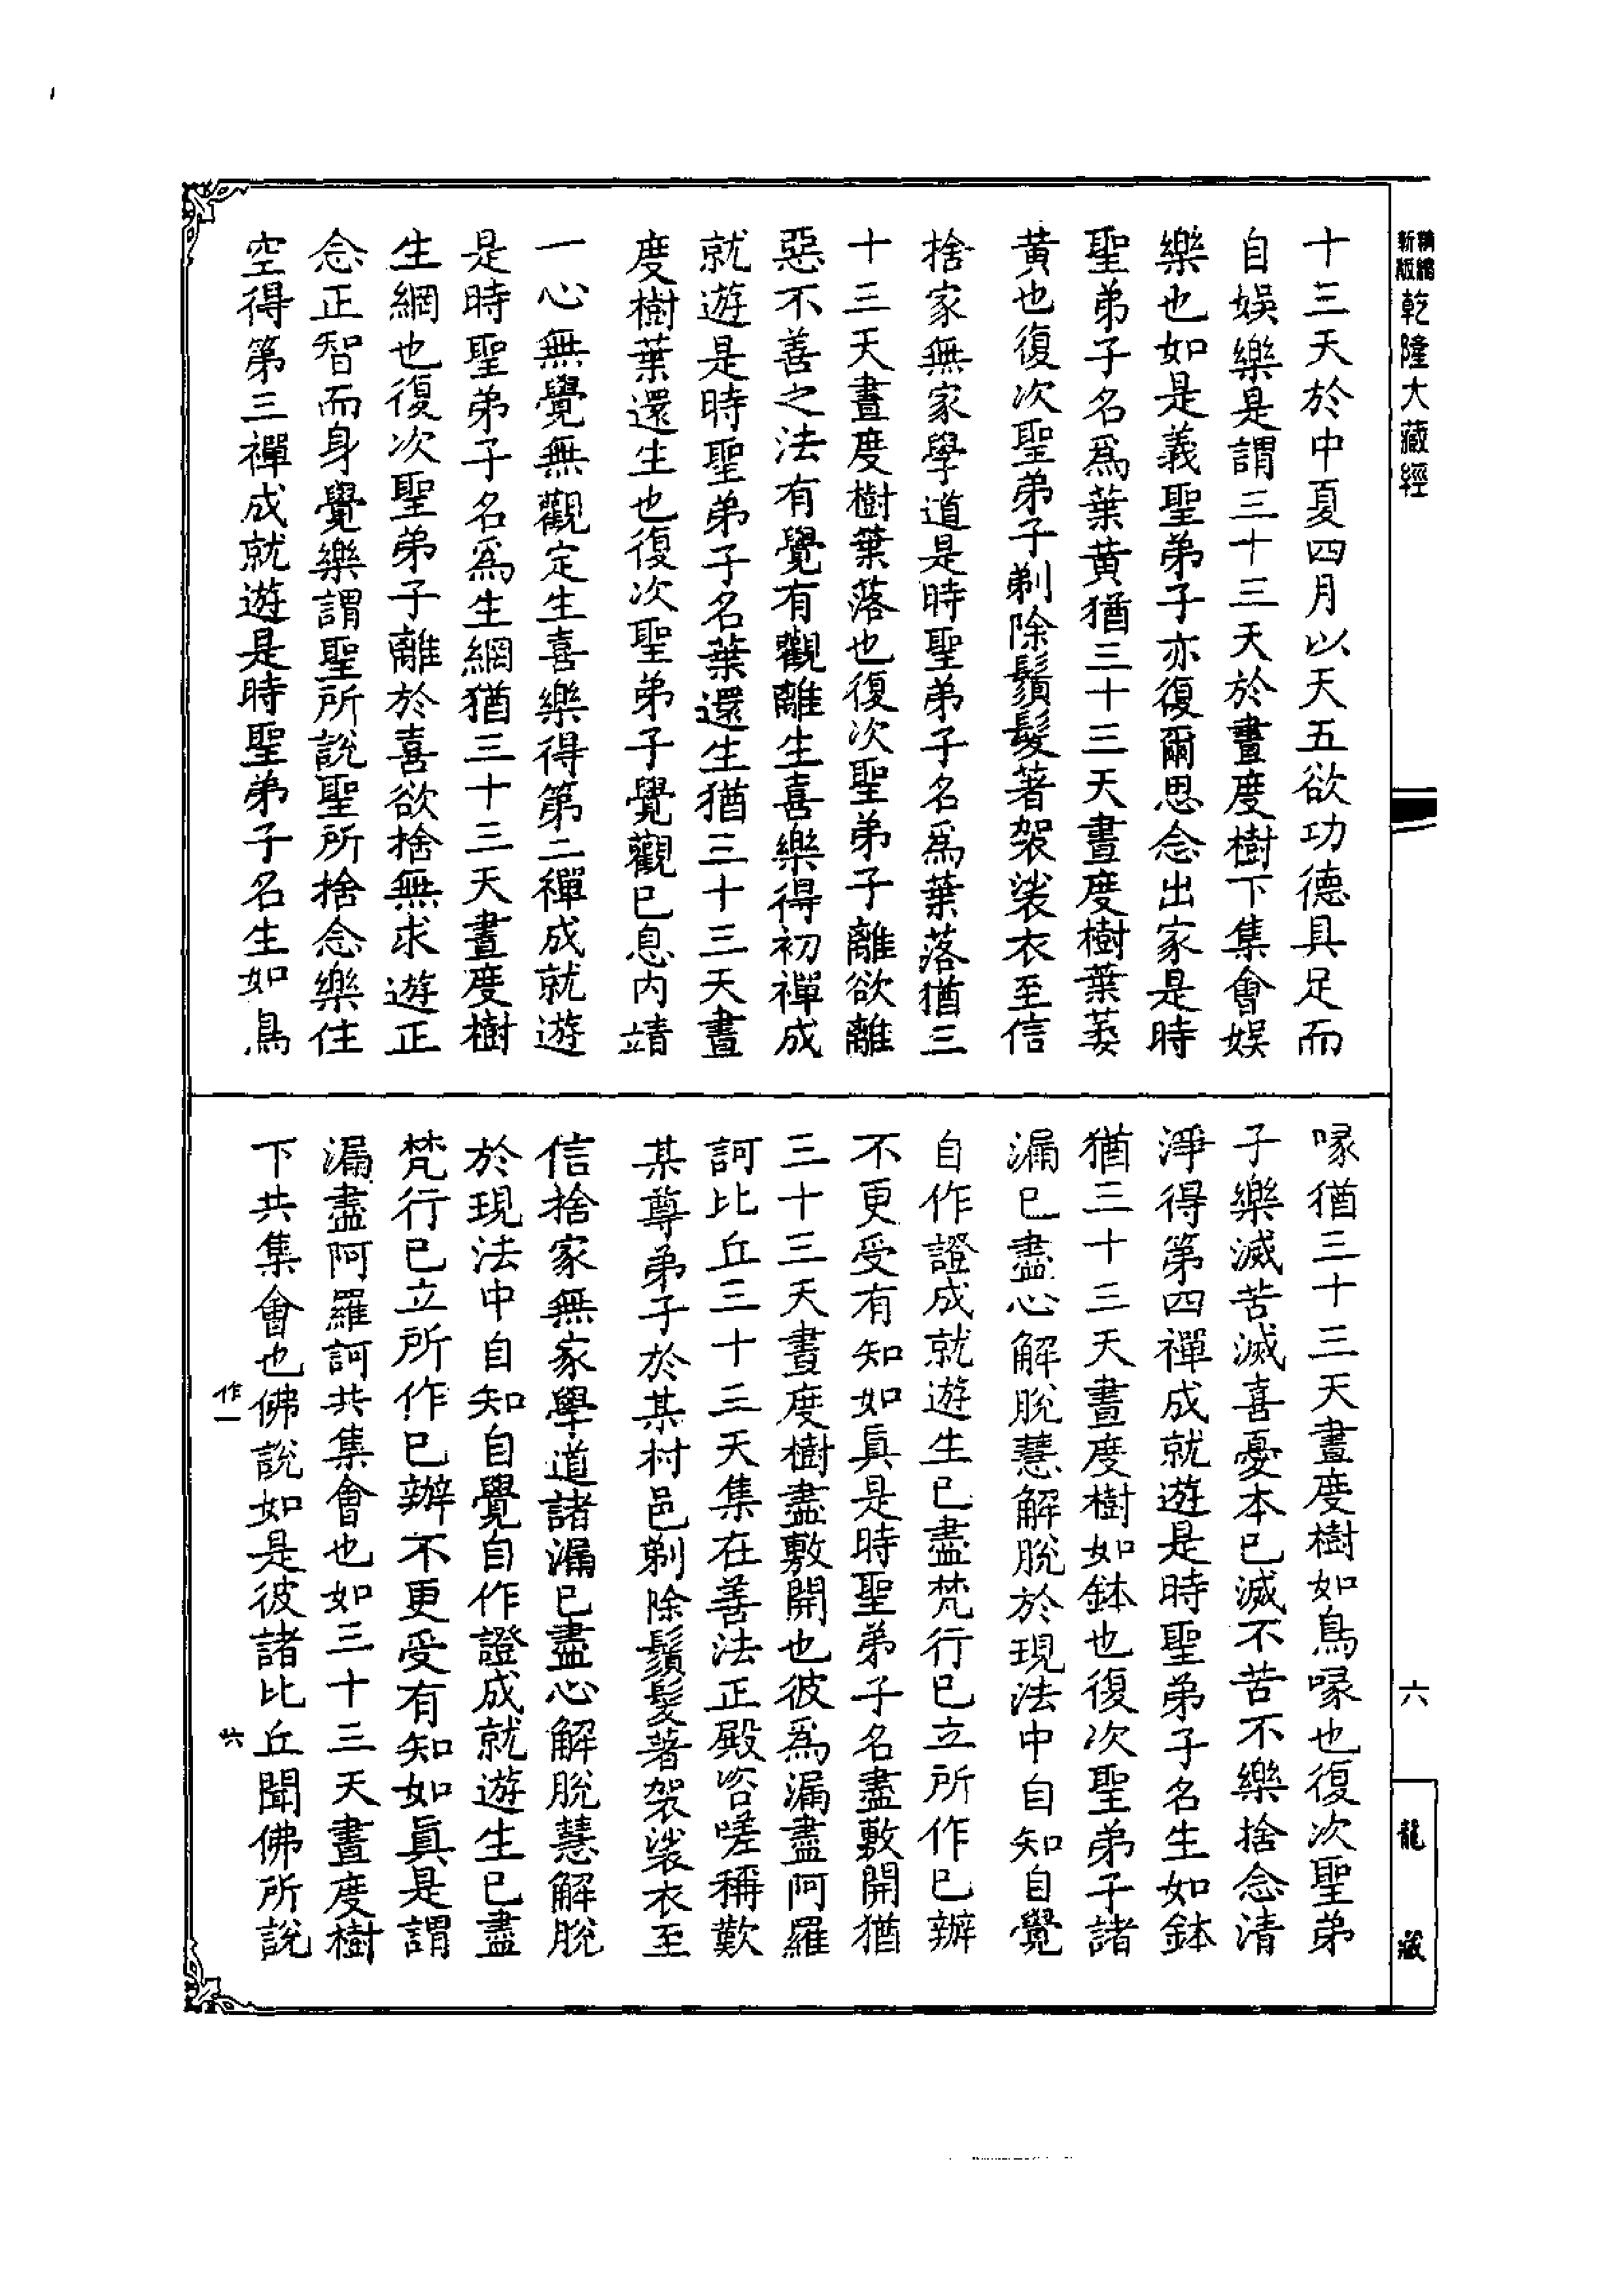 新版
精縮
乾隆大藏經
十三天於中夏四月以天五欲功德具足而
自娛樂是謂三十三天於晝度樹下集會娛
樂也如是義聖弟子亦復爾思念出家是時
聖弟子名爲葉黃猶三十三天晝度樹葉萎
黃也復次聖弟子剃除鬚髮著袈裟衣至信
捨家無家學道是時聖弟子名爲葉落猶三
十三天晝度樹葉落也復次聖弟子離欲離
惡不善之法有覺有觀離生喜樂得初禪成
就遊是時聖弟子名葉還生猶三十三天晝
度樹葉還生也復次聖弟子覺觀已息内靖
一心無覺無觀定生喜樂得第二禪成就遊
是時聖弟子名爲生網猶三十三天晝度樹
生網也復次聖弟子離於喜欲捨無求遊正
念正智而身覺樂謂聖所說聖所捨念樂住
空得第三禪成就遊是時聖弟子名生如鳥
喙猶三十三天晝度樹如鳥喙也復次聖弟
子樂滅苦滅喜憂本已滅不苦不樂捨念清
淨得第四禪成就遊是時聖弟子名生如鉢
猶三十三天晝度樹如鉢也復次聖弟子諸
漏已盡心解脫慧解脫於現法中自知自覺
自作證成就遊生已盡梵行已立所作已辦
不更受有知如眞是時聖弟子名盡敷開猶
三十三天晝度樹盡敷開也彼爲漏盡阿羅
訶比丘三十三天集在善法正殿咨嗟稱歎
某尊弟子於某村邑剃除鬚髮著袈裟衣至
信捨家無家學道諸漏已盡心解脫慧解脫
於現法中自知自覺自作證成就遊生已盡
梵行已立所作已辦不更受有知如眞是謂
漏盡阿羅訶共集會也如三十三天晝度樹
下共集會也佛說如是彼諸比丘聞佛所說
作一
六
龍藏